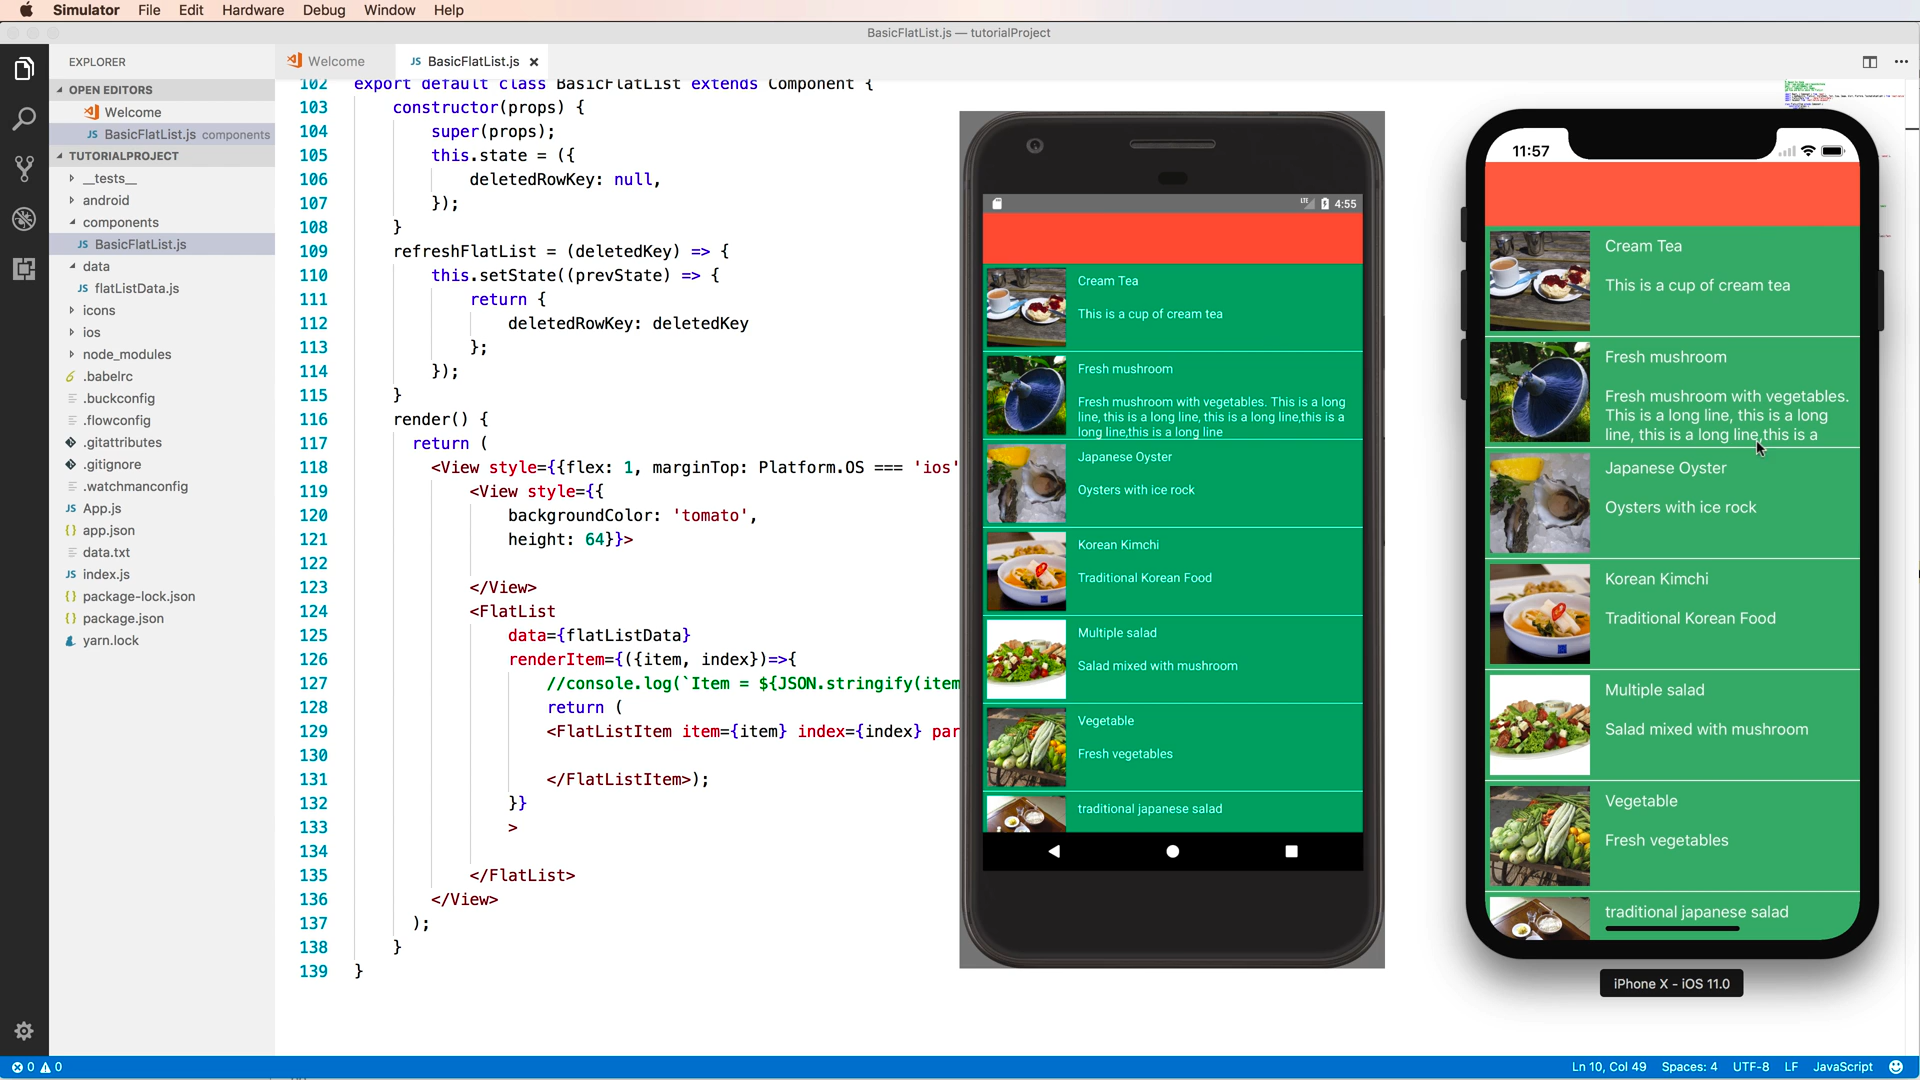 Simulator File Edit Hardware Debug Window Help
BasicFlatList.js — tutorialProject
EXPLORER
OPEN EDITORS
Welcome
JS BasicFlatList.js components
TUTORIALPROJECT
__tests__
android
components
JS BasicFlatList.js
data
JS flatListData.js
icons
ios
node_modules
.babelrc
.buckconfig
.flowconfig
.gitattributes
.gitignore
.watchmanconfig
JS App.js
{} app.json
data.txt
JS index.js
{} package-lock.json
{} package.json
yarn.lock
Welcome JS BasicFlatList.js ×
102 export default class BasicFlatList extends Component {
103 constructor(props) {
104 super(props);
105 this.state = ({
106 deletedRowKey: null,
107 });
108 }
109 refreshFlatList = (deletedKey) => {
110 this.setState((prevState) => {
111 return {
112 deletedRowKey: deletedKey
113 };
114 });
115 }
116 render() {
117 return (
118 <View style={{flex: 1, marginTop: Platform.OS === 'ios'
119 <View style={{
120 backgroundColor: 'tomato',
121 height: 64}}>
122
123 </View>
124 <FlatList
125 data={flatListData}
126 renderItem={({item, index})=>{
127 //console.log(`Item = ${JSON.stringify(item
128 return (
129 <FlatListItem item={item} index={index} par
130
131 </FlatListItem>);
132 }}
133 >
134
135 </FlatList>
136 </View>
137 );
138 }
139 }
LTE 4:55
Cream Tea
This is a cup of cream tea
Fresh mushroom
Fresh mushroom with vegetables. This is a long
line, this is a long line, this is a long line,this is a
long line,this is a long line
Japanese Oyster
Oysters with ice rock
Korean Kimchi
Traditional Korean Food
Multiple salad
Salad mixed with mushroom
Vegetable
Fresh vegetables
traditional japanese salad
11:57
Cream Tea
This is a cup of cream tea
Fresh mushroom
Fresh mushroom with vegetables.
This is a long line, this is a long
line, this is a long line,this is a
Japanese Oyster
Oysters with ice rock
Korean Kimchi
Traditional Korean Food
Multiple salad
Salad mixed with mushroom
Vegetable
Fresh vegetables
traditional japanese salad
iPhone X - iOS 11.0
0 0 Ln 10, Col 49 Spaces: 4 UTF-8 LF JavaScript